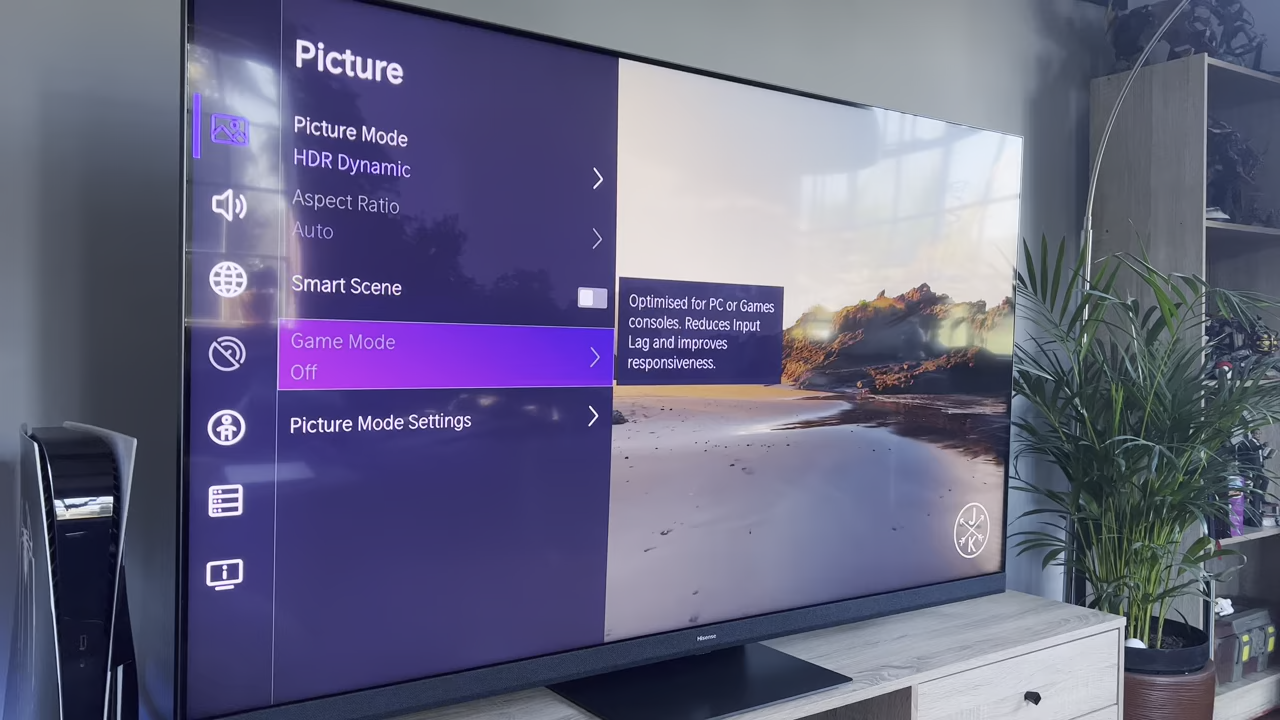 Picture
Picture Mode
HDR Dynamic
Aspect Ratio
Auto
Smart Scene
Game Mode
Off
Picture Mode Settings
Optimised for PC or Games
consoles. Reduces Input
Lag and improves
responsiveness.
J
K
Hisense